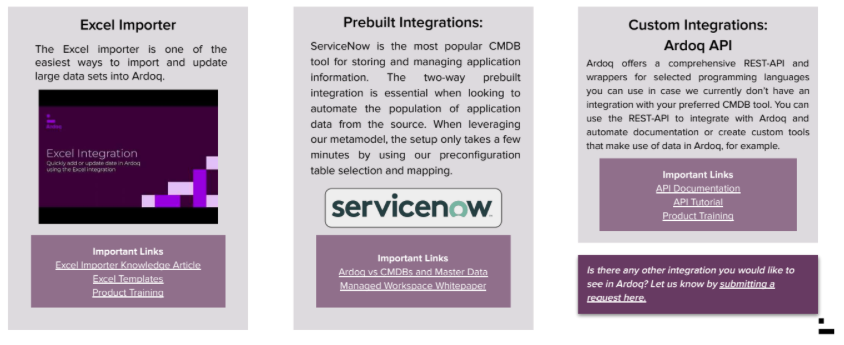 Excel Importer
The Excel importer is one of the
easiest ways to import and update
large data sets into Ardoq.
Ardoq
Excel Integration
Quickly add or update data in Ardoq
using the Excel integration
Important Links
Excel Importer Knowledge Article
Excel Templates
Product Training
Prebuilt Integrations:
ServiceNow is the most popular CMDB
tool for storing and managing application
information. The two-way prebuilt
integration is essential when looking to
automate the population of application
data from the source. When leveraging
our metamodel, the setup only takes a few
minutes by using our preconfiguration
table selection and mapping.
servicenow
Important Links
Ardoq vs CMDBs and Master Data
Managed Workspace Whitepaper
Custom Integrations:
Ardoq API
Ardoq offers a comprehensive REST-API and
wrappers for selected programming languages
you can use in case we currently don't have an
integration with your preferred CMDB tool. You can
use the REST-API to integrate with Ardoq and
automate documentation or create custom tools
that make use of data in Ardoq, for example.
Important Links
API Documentation
API Tutorial
Product Training
Is there any other integration you would like to
see in Ardoq? Let us know by submitting a
request here.